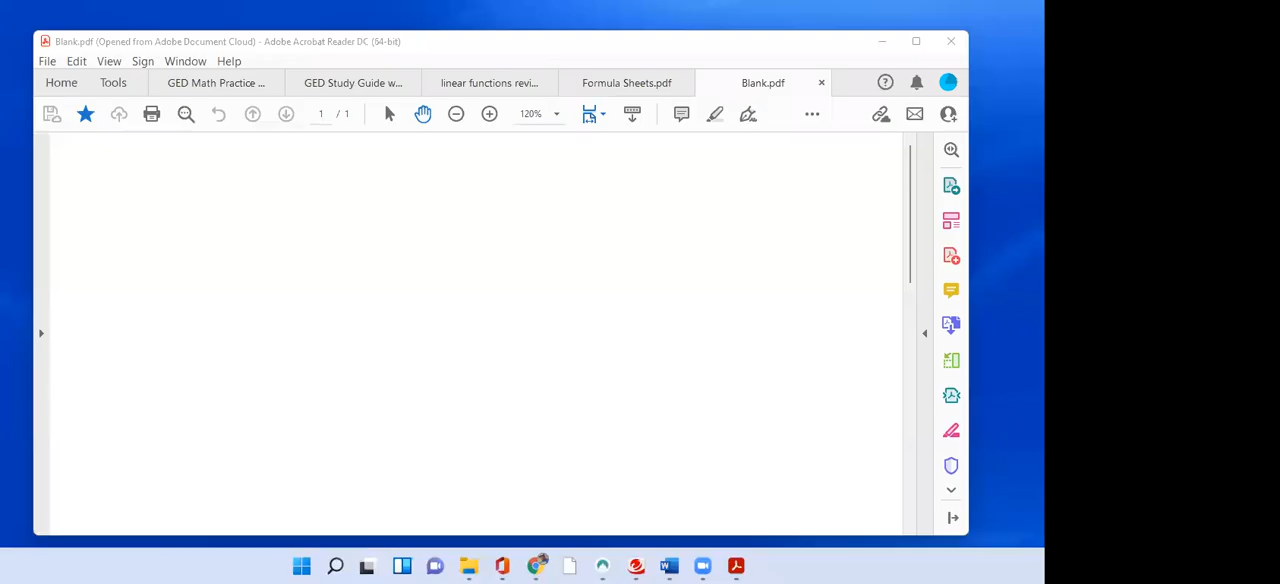 Blank.pdf (Opened from Adobe Document Cloud) - Adobe Acrobat Reader DC (64-bit)
File Edit View Sign Window Help
Home Tools GED Math Practice ... GED Study Guide w... linear functions revi... Formula Sheets.pdf Blank.pdf
1 / 1 120%